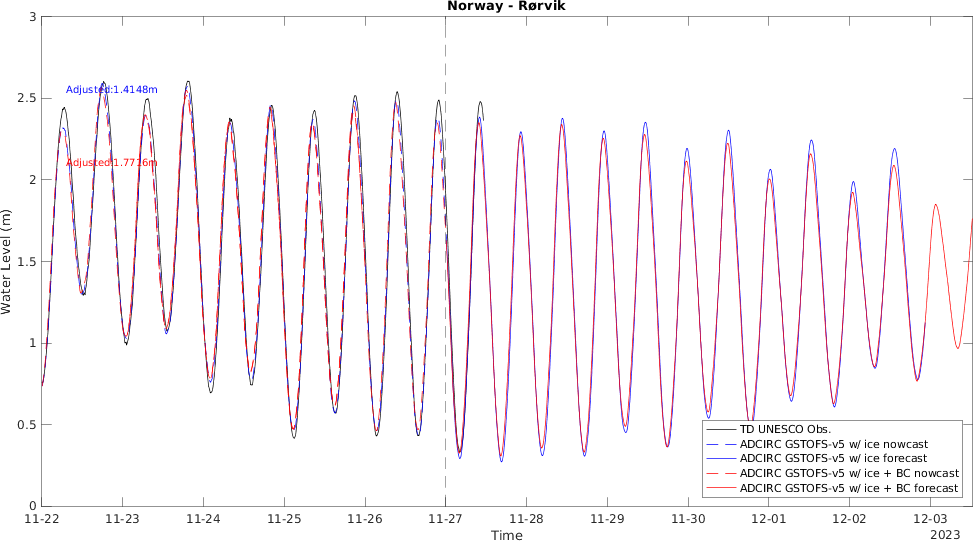 Norway - Rørvik
3
2.5
2
1.5
1
0.5
0
Water Level (m)
Adjusted:1.4148m
Adjusted:1.7716m
TD UNESCO Obs.
ADCIRC GSTOFS-v5 w/ ice nowcast
ADCIRC GSTOFS-v5 w/ ice forecast
ADCIRC GSTOFS-v5 w/ ice + BC nowcast
ADCIRC GSTOFS-v5 w/ ice + BC forecast
11-22 11-23 11-24 11-25 11-26 11-27 11-28 11-29 11-30 12-01 12-02 12-03
Time
2023